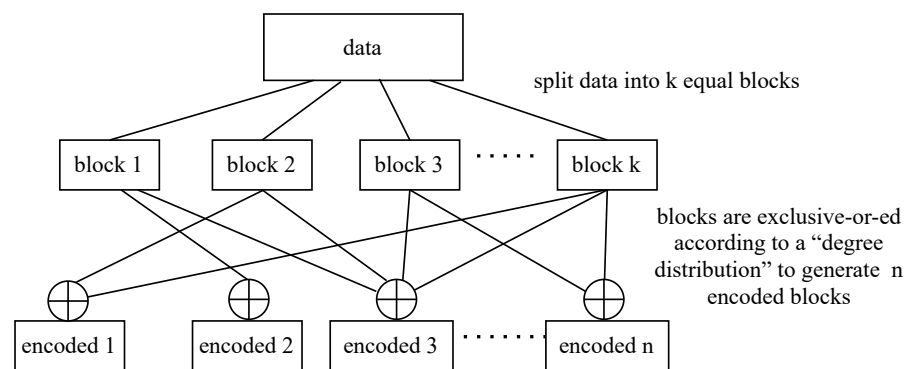 data
split data into k equal blocks
block 1 block 2 block 3 ..... block k
blocks are exclusive-or-ed
according to a “degree
distribution” to generate n
encoded blocks
encoded 1 encoded 2 encoded 3 ....... encoded n